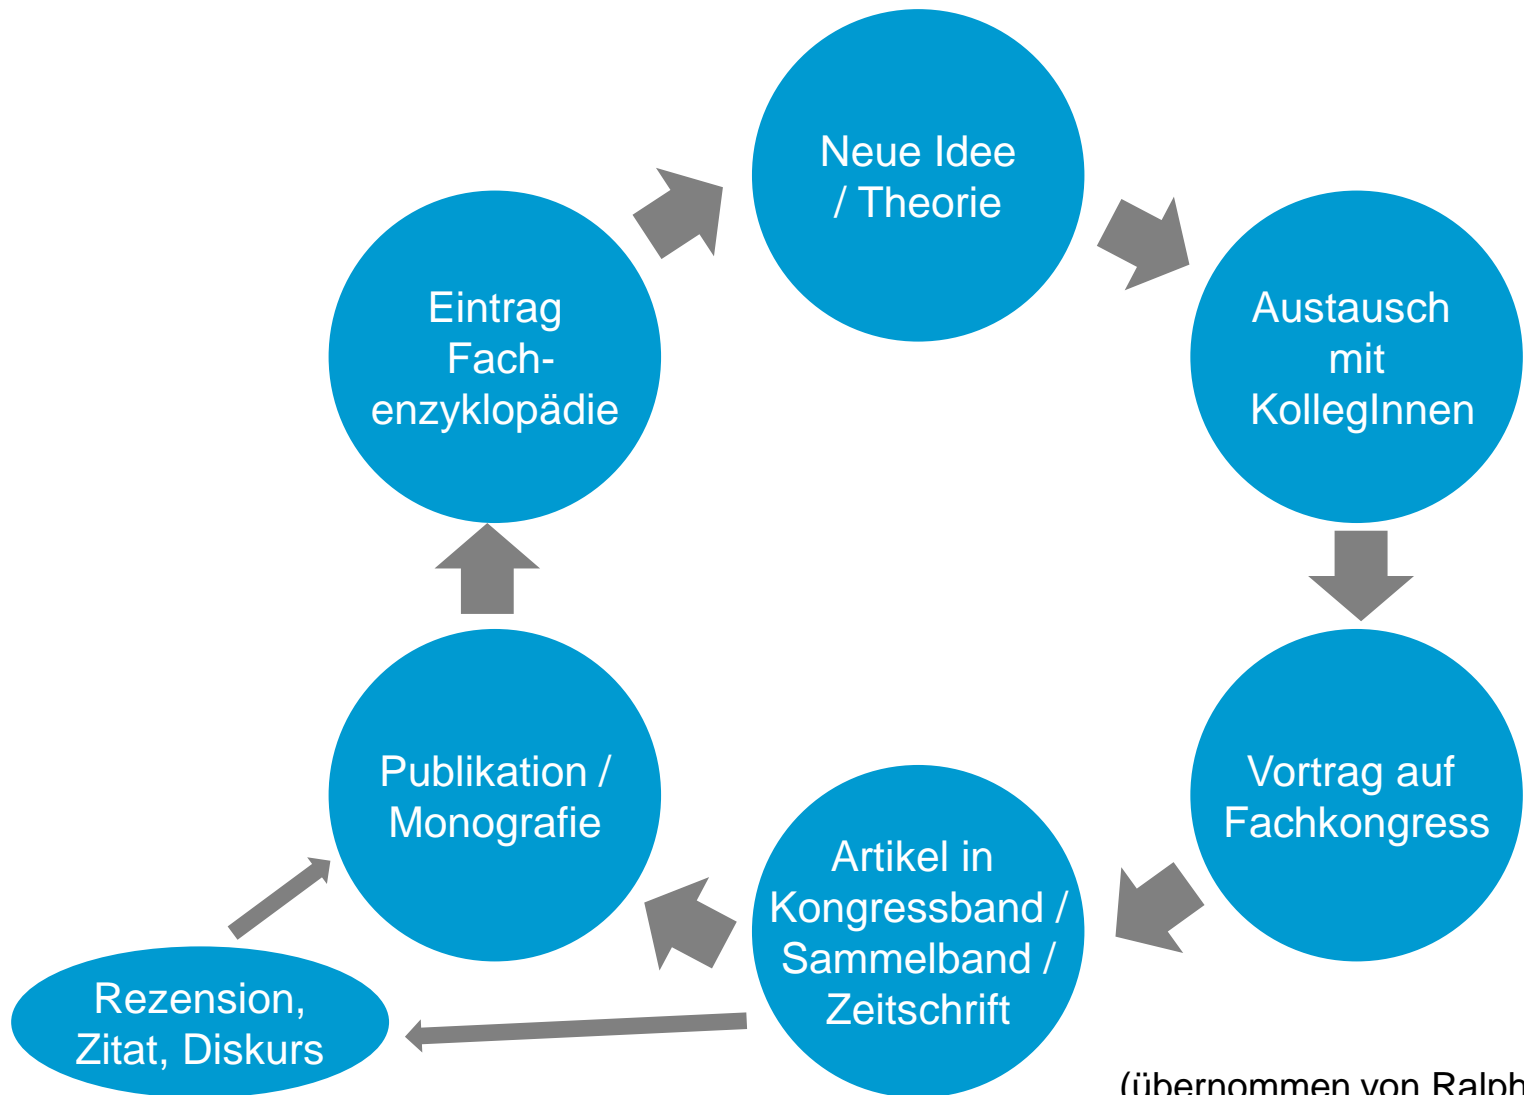 Neue Idee
/ Theorie
Austausch
mit
KollegInnen
Vortrag auf
Fachkongress
Artikel in
Kongressband /
Sammelband /
Zeitschrift
Rezension,
Zitat, Diskurs
Publikation /
Monografie
Eintrag
Fach-
enzyklopädie
(übernommen von Ralph